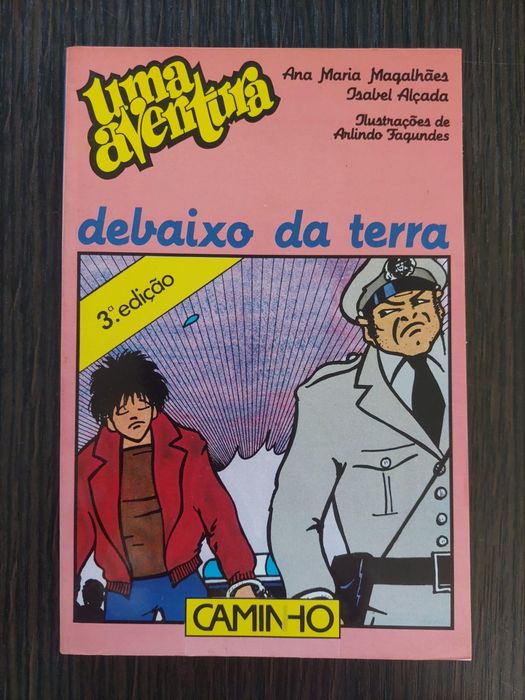 uma
aventura
Ana Maria Magalhães
Isabel Alçada
Ilustrações de
Arlindo Fagundes
debaixo da terra
3.ª edição
CAMINHO